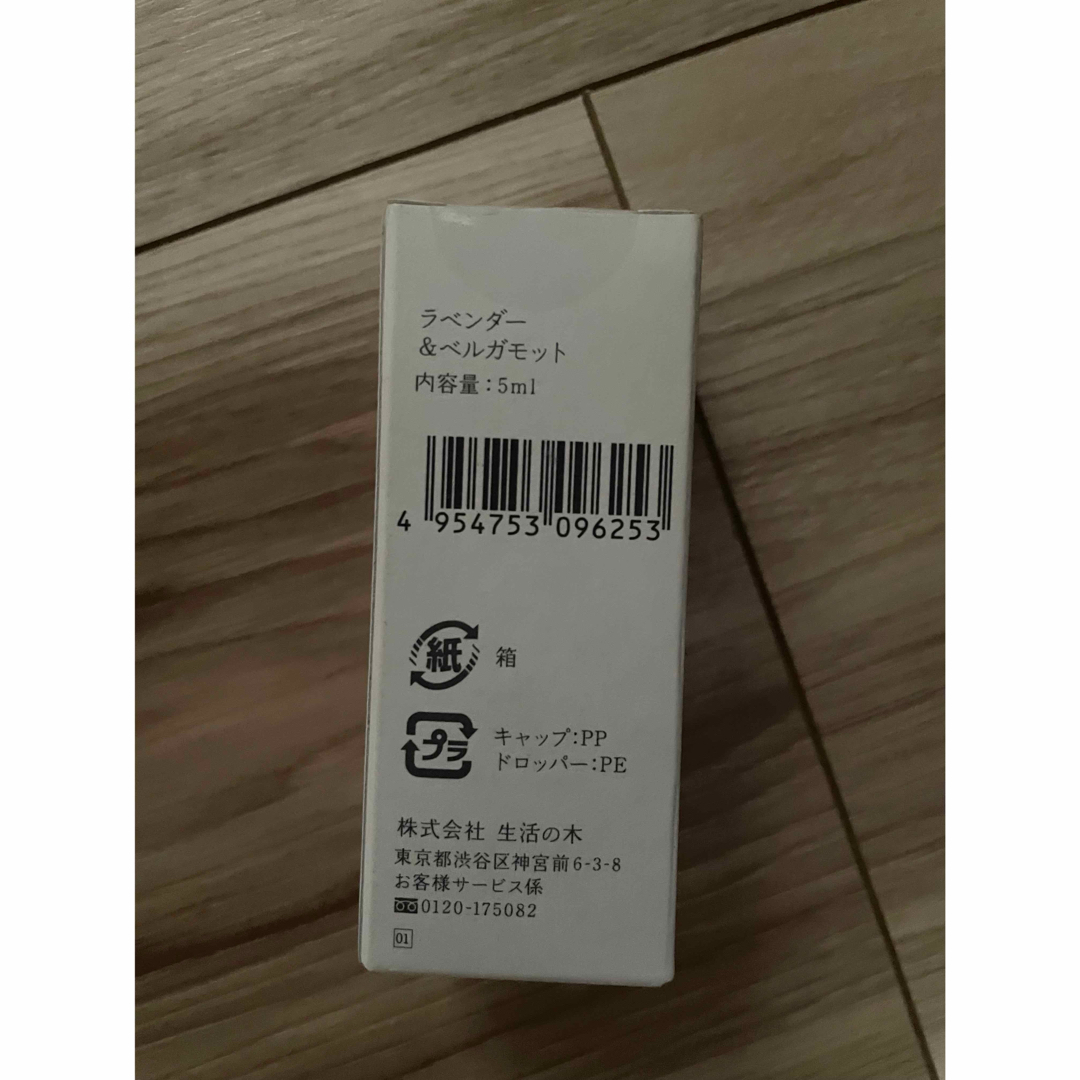 ラベンダー
&ベルガモット
内容量:5ml
4 954753 096253
紙 箱
プラ キャップ:PP
ドロッパー:PE
株式会社 生活の木
東京都渋谷区神宮前6-3-8
お客様サービス係
0120-175082
01